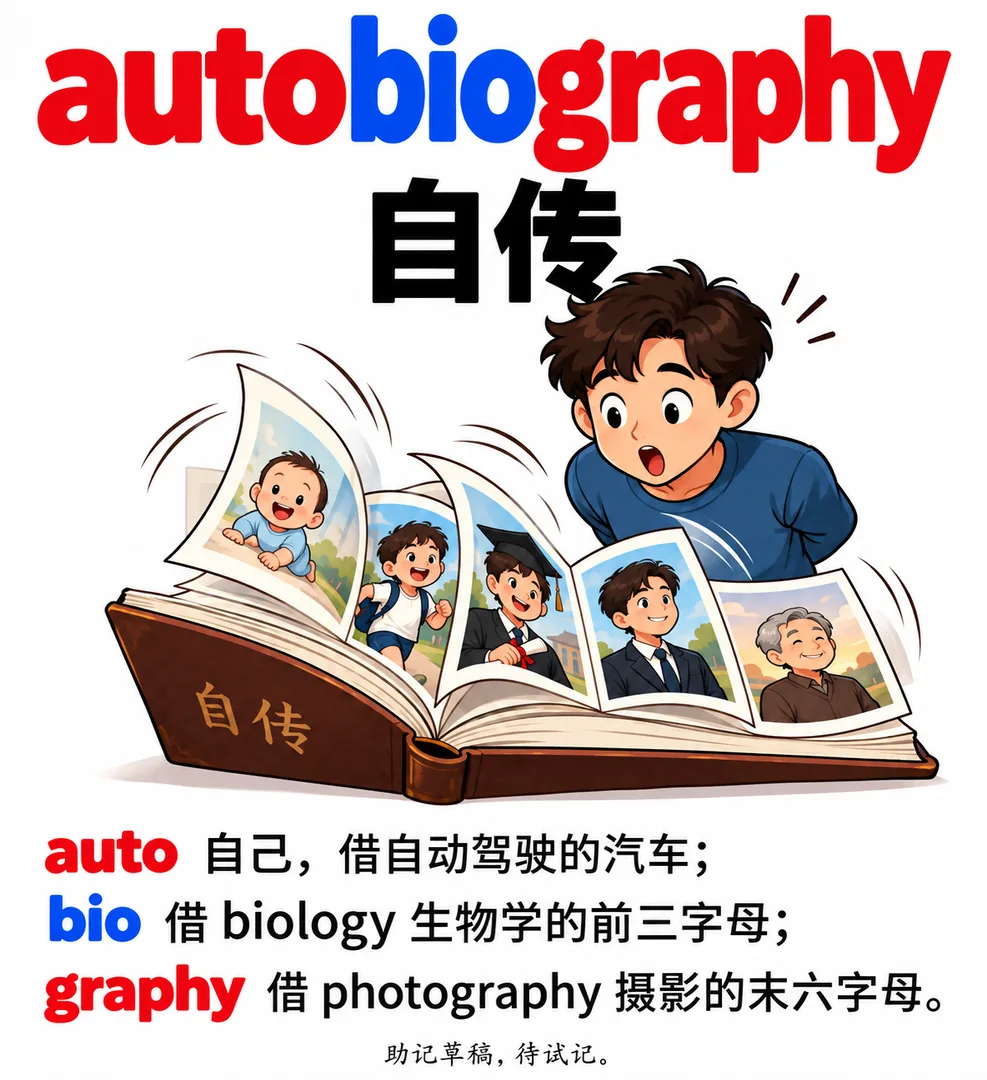 autobiography
自传
自传
auto 自己，借自动驾驶的汽车；
bio 借 biology 生物学的前三字母；
graphy 借 photography 摄影的末六字母。
助记草稿，待试记。